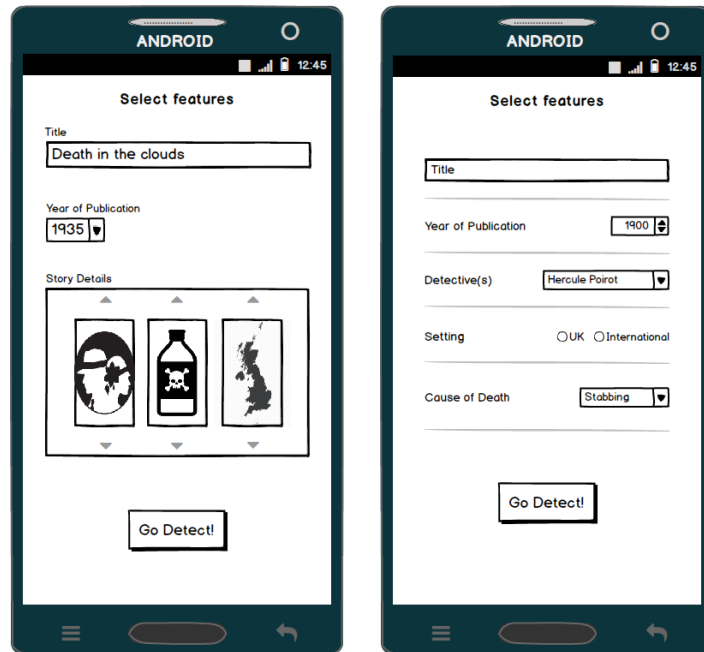 ANDROID
12:45
Select features
Title
Death in the clouds
Year of Publication
1935
Story Details
Go Detect!
ANDROID
12:45
Select features
Title
Year of Publication 1900
Detective(s) Hercule Poirot
Setting UK International
Cause of Death Stabbing
Go Detect!